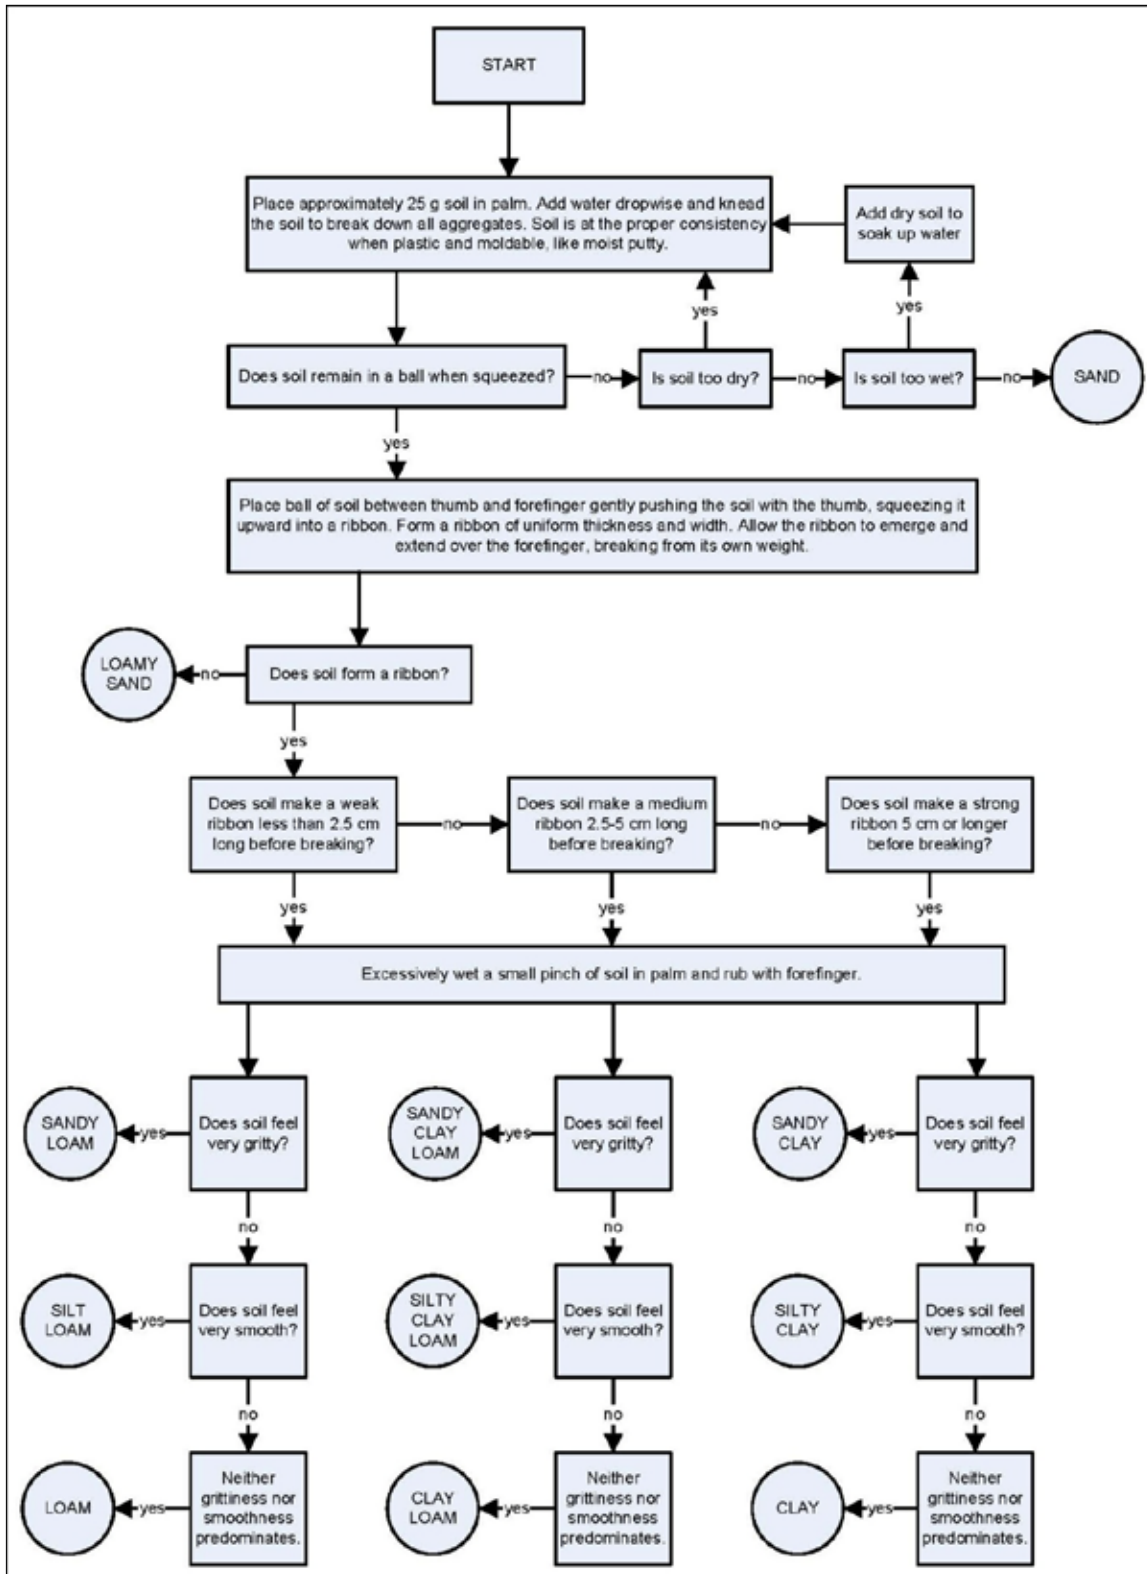 START
Place approximately 25 g soil in palm. Add water dropwise and knead
the soil to break down all aggregates. Soil is at the proper consistency
when plastic and moldable, like moist putty.
Add dry soil to
soak up water
yes
yes
Does soil remain in a ball when squeezed?
no
Is soil too dry?
no
Is soil too wet?
no
SAND
yes
Place ball of soil between thumb and forefinger gently pushing the soil with the thumb, squeezing it
upward into a ribbon. Form a ribbon of uniform thickness and width. Allow the ribbon to emerge and
extend over the forefinger, breaking from its own weight.
LOAMY
SAND
no
Does soil form a ribbon?
yes
Does soil make a weak
ribbon less than 2.5 cm
long before breaking?
no
Does soil make a medium
ribbon 2.5-5 cm long
before breaking?
no
Does soil make a strong
ribbon 5 cm or longer
before breaking?
yes
yes
yes
Excessively wet a small pinch of soil in palm and rub with forefinger.
SANDY
LOAM
yes
Does soil feel
very gritty?
SANDY
CLAY
LOAM
yes
Does soil feel
very gritty?
SANDY
CLAY
yes
Does soil feel
very gritty?
no
no
no
SILT
LOAM
yes
Does soil feel
very smooth?
SILTY
CLAY
LOAM
yes
Does soil feel
very smooth?
SILTY
CLAY
yes
Does soil feel
very smooth?
no
no
no
LOAM
yes
Neither
grittiness nor
smoothness
predominates.
CLAY
LOAM
yes
Neither
grittiness nor
smoothness
predominates.
CLAY
yes
Neither
grittiness nor
smoothness
predominates.